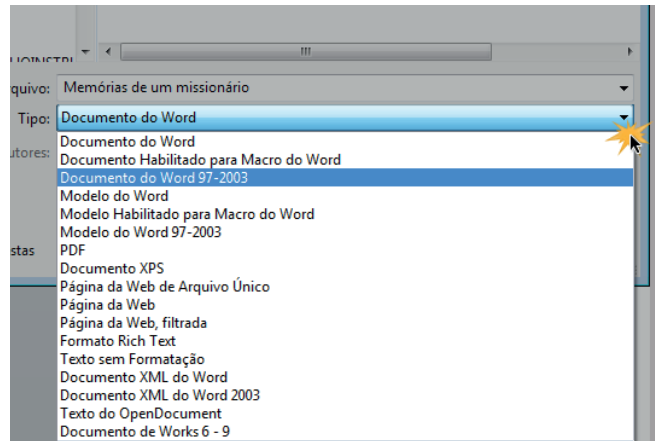 quivo: Memórias de um missionário
Tipo: Documento do Word
utores:
Documento do Word
Documento Habilitado para Macro do Word
Documento do Word 97-2003
Modelo do Word
Modelo Habilitado para Macro do Word
Modelo do Word 97-2003
stas
PDF
Documento XPS
Página da Web de Arquivo Único
Página da Web
Página da Web, filtrada
Formato Rich Text
Texto sem Formatação
Documento XML do Word
Documento XML do Word 2003
Texto do OpenDocument
Documento de Works 6 - 9